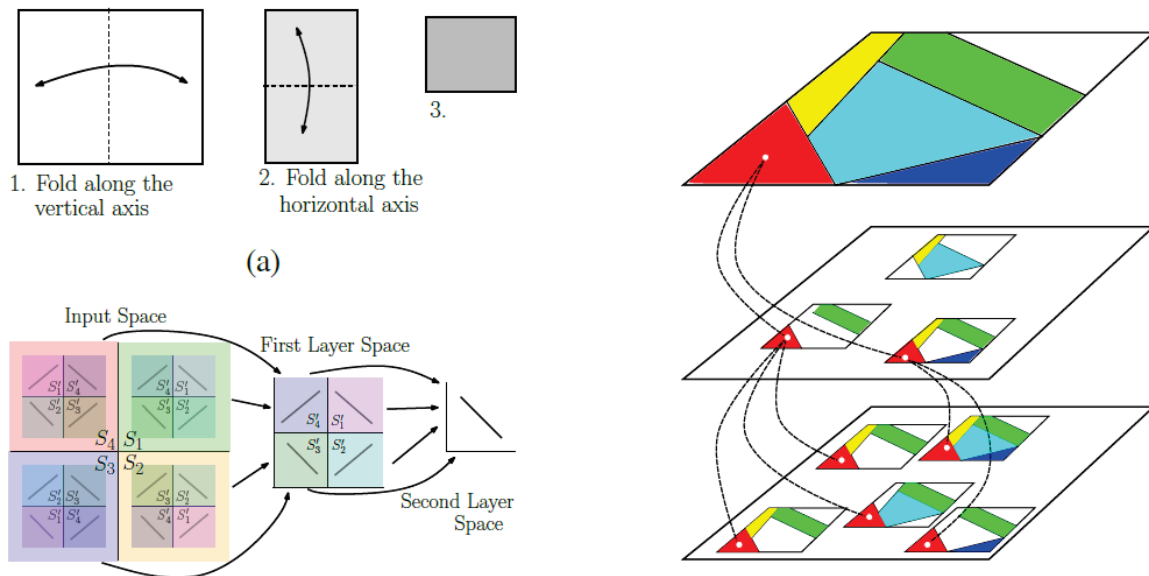 1. Fold along the
vertical axis
2. Fold along the
horizontal axis
3.
(a)
Input Space
First Layer Space
Second Layer
Space
S′₁ S′₄
S′₂ S′₃
S′₄ S′₁
S′₃ S′₂
S₄ S₁
S₃ S₂
S′₂ S′₃
S′₁ S′₄
S′₃ S′₂
S′₄ S′₁
S′₄ S′₁
S′₃ S′₂